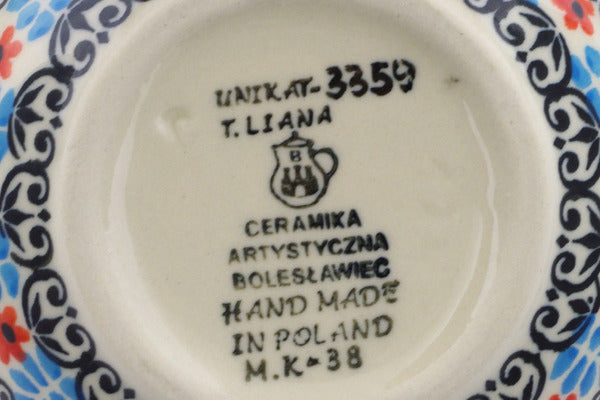 UNIKAT-3359
T. LIANA
B
CERAMIKA
ARTYSTYCZNA
BOLESŁAWIEC
HAND MADE
IN POLAND
M.K-38